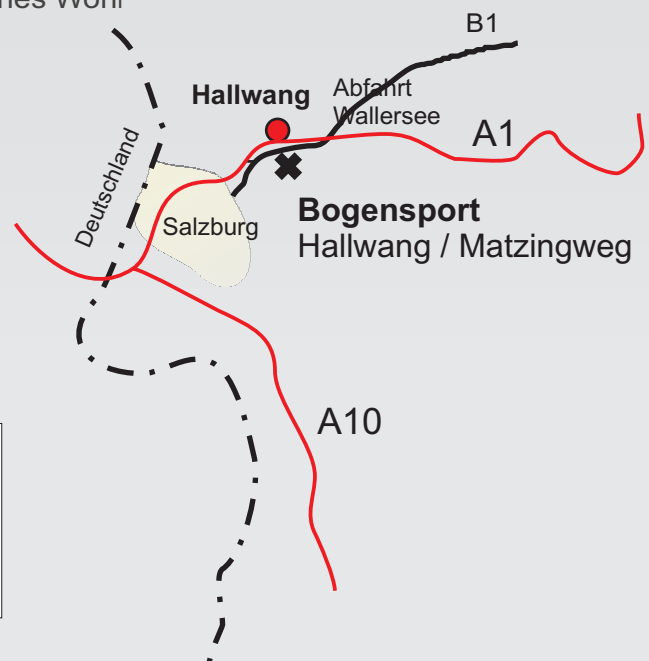 B1
Hallwang
Abfahrt
Wallersee
A1
Deutschland
Salzburg
Bogensport
Hallwang / Matzingweg
A10